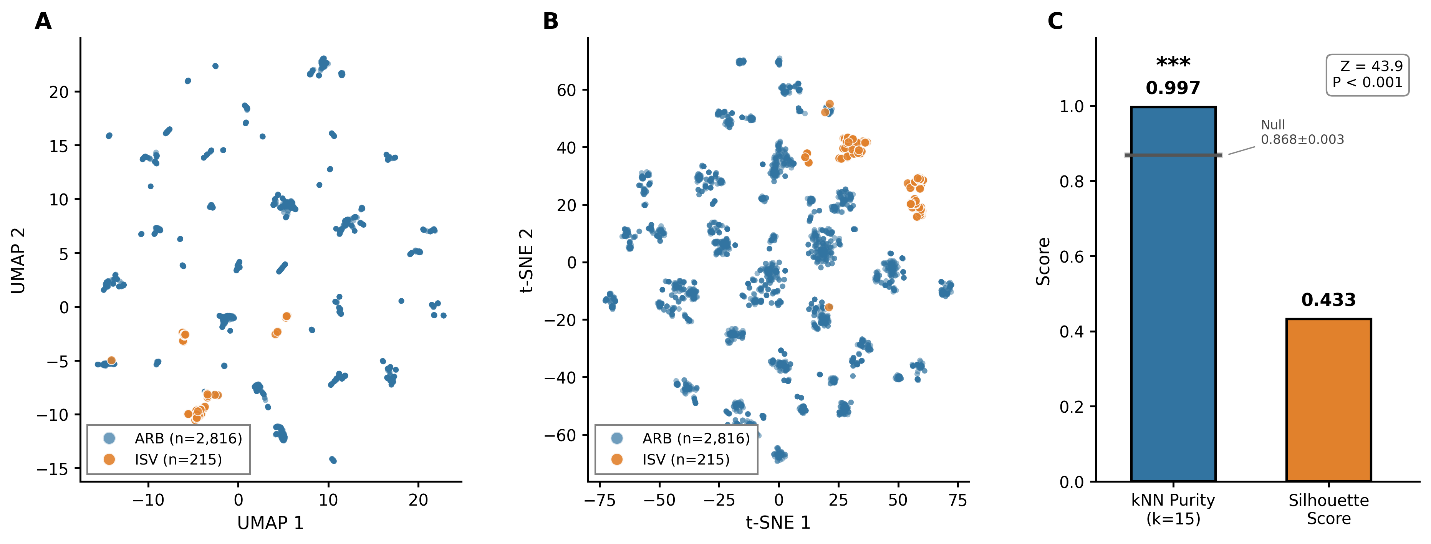 A
UMAP 2
20
15
10
5
0
−5
−10
−15
ARB (n=2,816)
ISV (n=215)
−10
0
10
20
UMAP 1
B
t-SNE 2
60
40
20
0
−20
−40
−60
ARB (n=2,816)
ISV (n=215)
−75
−50
−25
0
25
50
75
t-SNE 1
C
Score
1.0
0.8
0.6
0.4
0.2
0.0
***
0.997
Z = 43.9
P < 0.001
Null
0.868±0.003
0.433
kNN Purity
(k=15)
Silhouette
Score